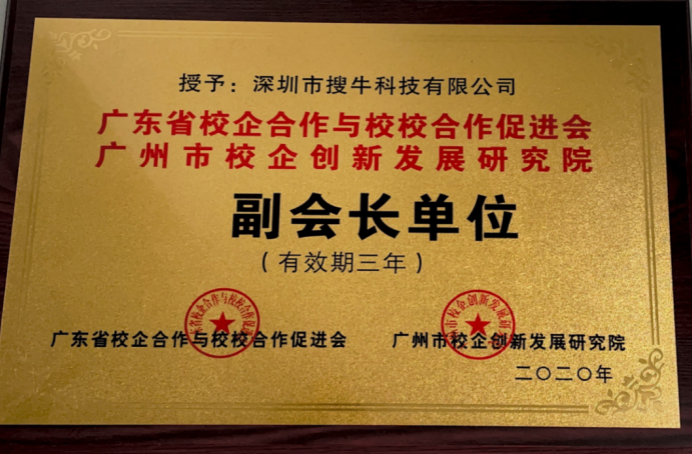 授予：深圳市搜牛科技有限公司
广东省校企合作与校校合作促进会
广州市校企创新发展研究院
副会长单位
（有效期三年）
广东省校企合作与校校合作促进会 广州市校企创新发展研究院
二〇二〇年